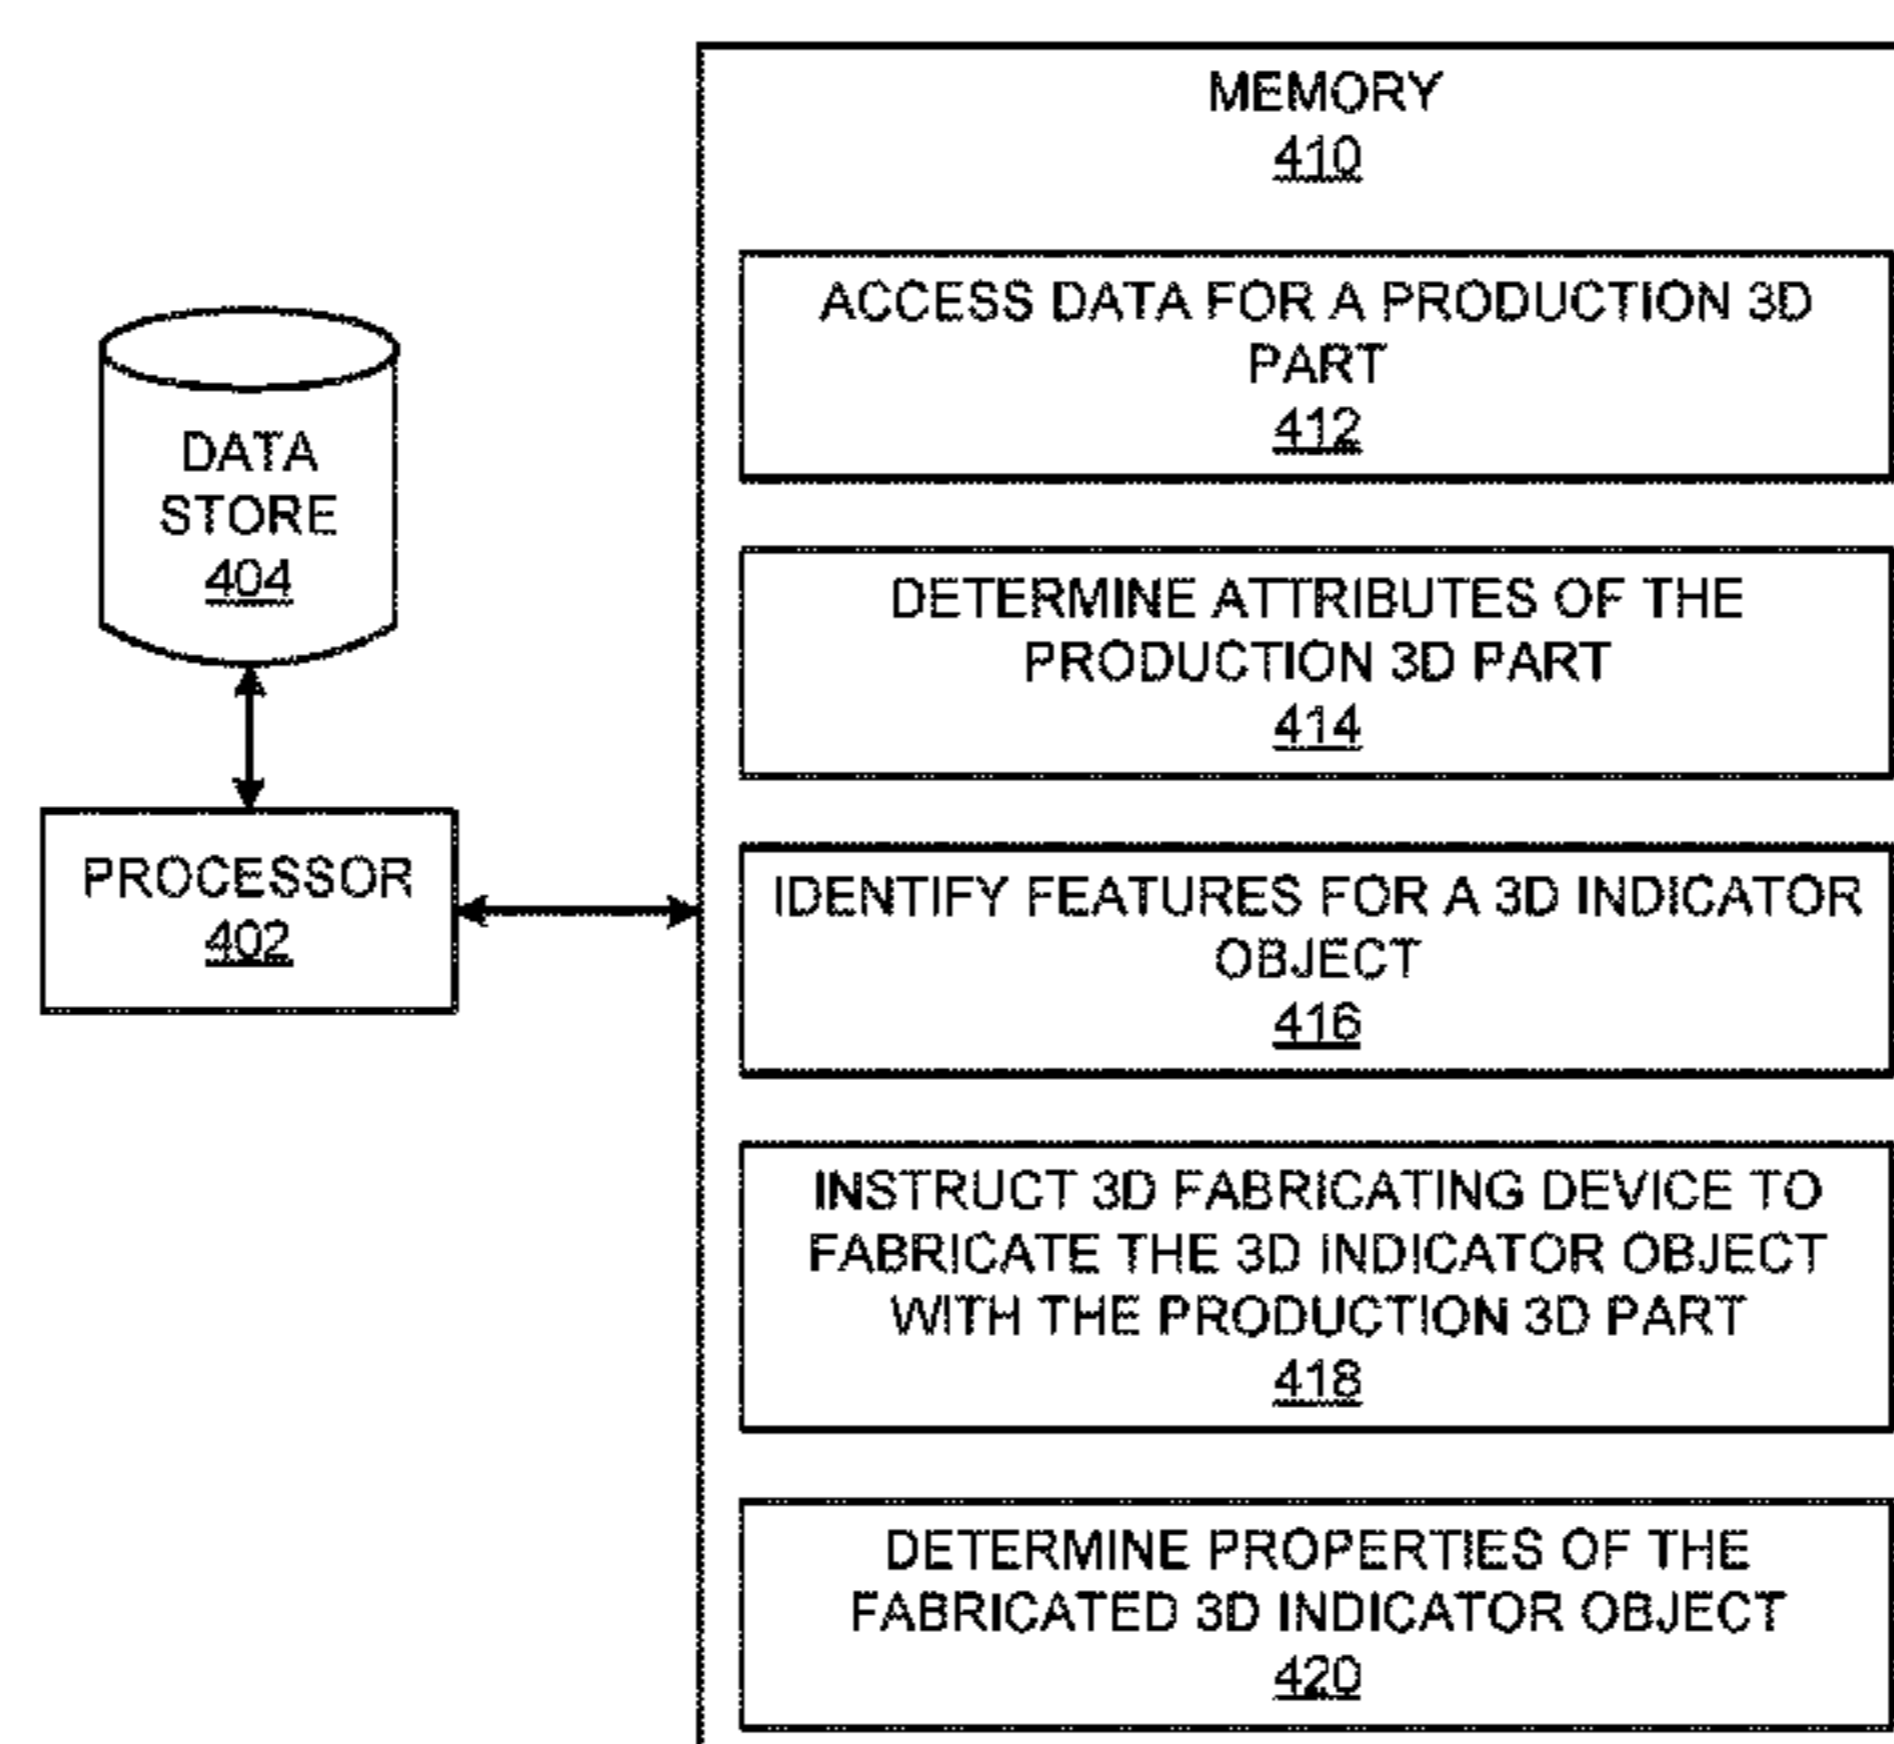 MEMORY
410
ACCESS DATA FOR A PRODUCTION 3D
PART
412
DATA
STORE
404
DETERMINE ATTRIBUTES OF THE
PRODUCTION 3D PART
414
PROCESSOR
402
IDENTIFY FEATURES FOR A 3D INDICATOR
OBJECT
416
INSTRUCT 3D FABRICATING DEVICE TO
FABRICATE THE 3D INDICATOR OBJECT
WITH THE PRODUCTION 3D PART
418
DETERMINE PROPERTIES OF THE
FABRICATED 3D INDICATOR OBJECT
420